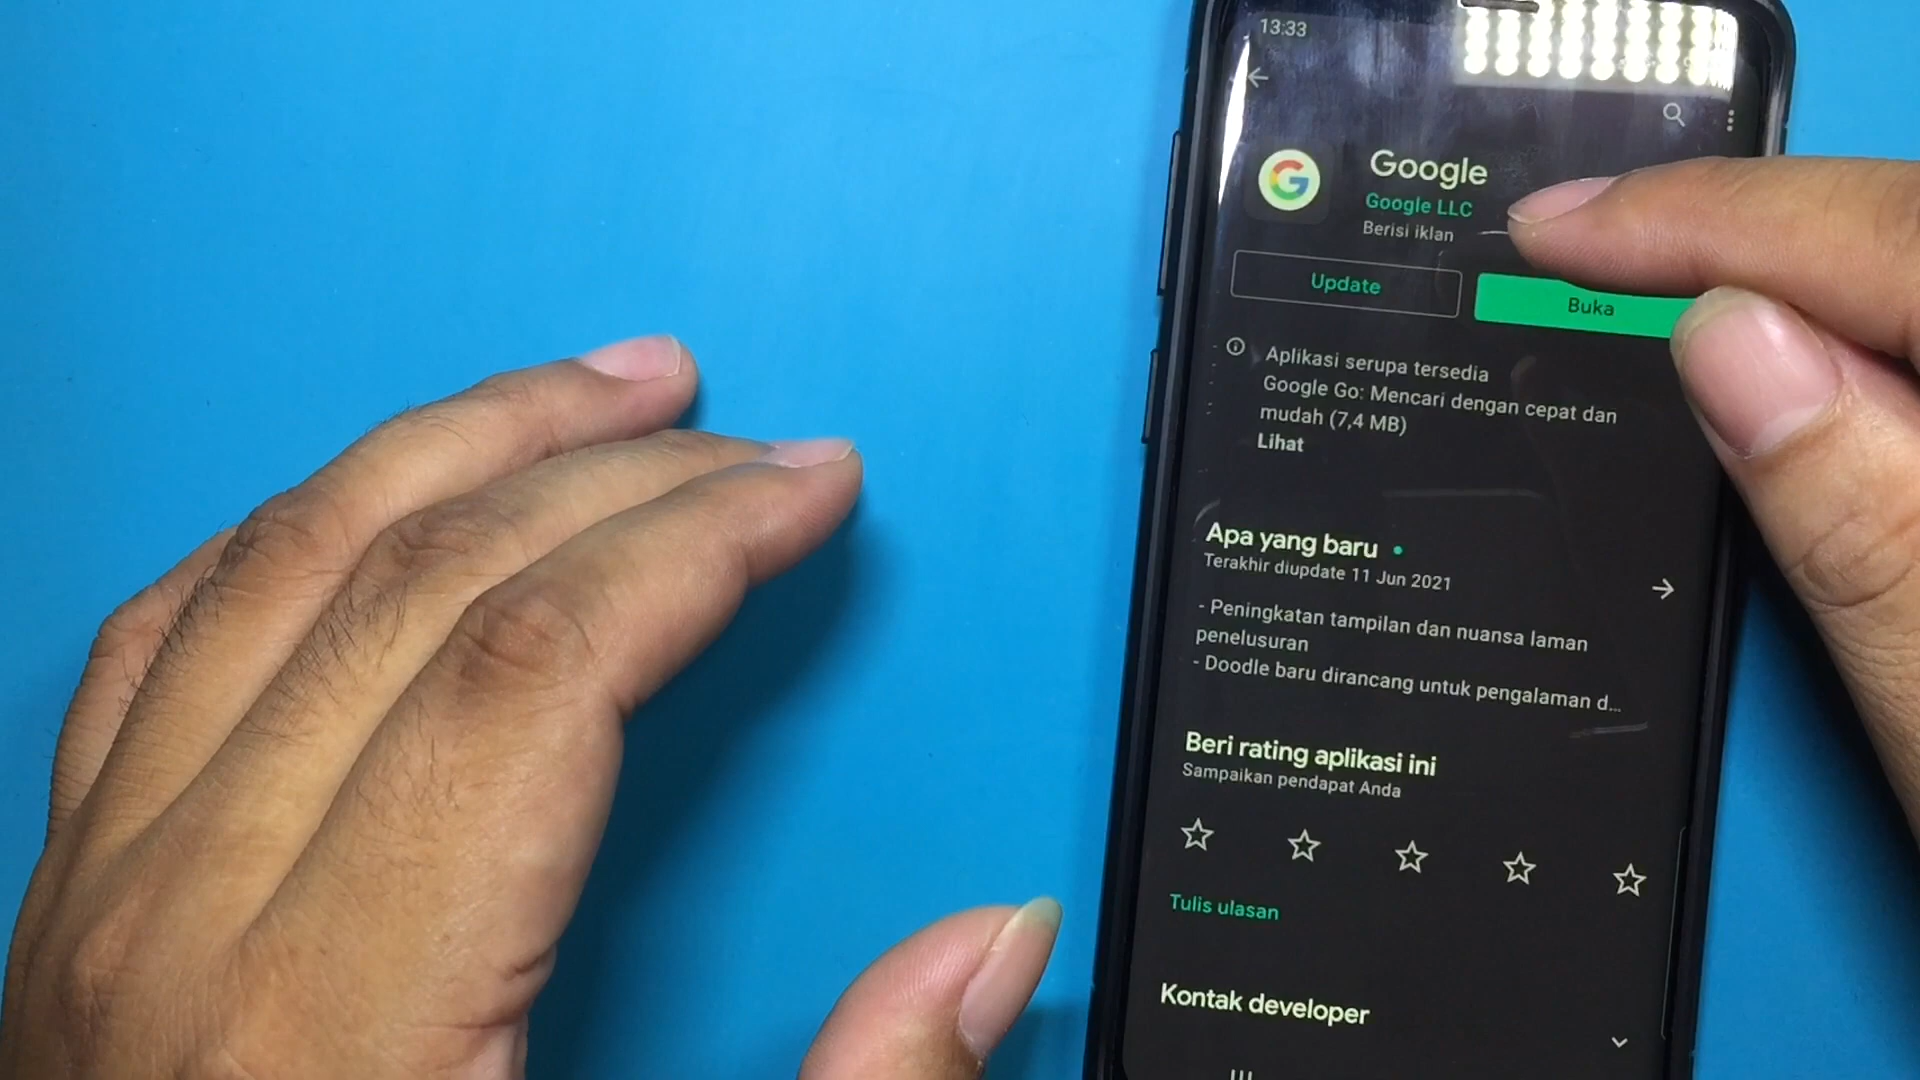 13:33
Google
Google LLC
Berisi iklan
Update
Buka
Aplikasi serupa tersedia
Google Go: Mencari dengan cepat dan
mudah (7,4 MB)
Lihat
Apa yang baru
Terakhir diupdate 11 Jun 2021
- Peningkatan tampilan dan nuansa laman
penelusuran
- Doodle baru dirancang untuk pengalaman d...
Beri rating aplikasi ini
Sampaikan pendapat Anda
Tulis ulasan
Kontak developer